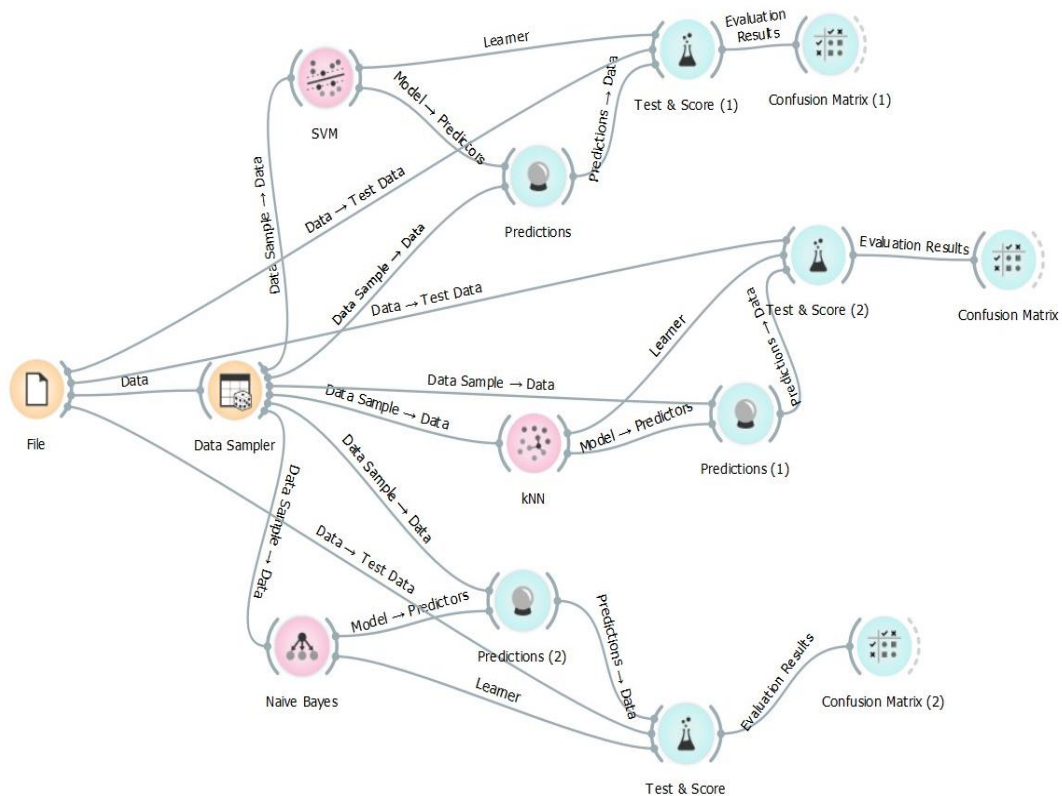 Evaluation
Results
Learner
Test & Score (1)
Confusion Matrix (1)
SVM
Model → Predictors
Predictions → Data
Data Sample → Data
Data → Test Data
Predictions
Data Sample → Data
Evaluation Results
Data → Test Data
Test & Score (2)
Confusion Matrix
Learner
Predictions → Data
Data
Data Sample → Data
Data Sample → Data
File
Data Sampler
Model → Predictors
Predictions (1)
kNN
Data Sample → Data
Data Sample → Data
Data → Test Data
Model → Predictors
Predictions → Data
Predictions (2)
Naive Bayes
Learner
Evaluation Results
Confusion Matrix (2)
Test & Score